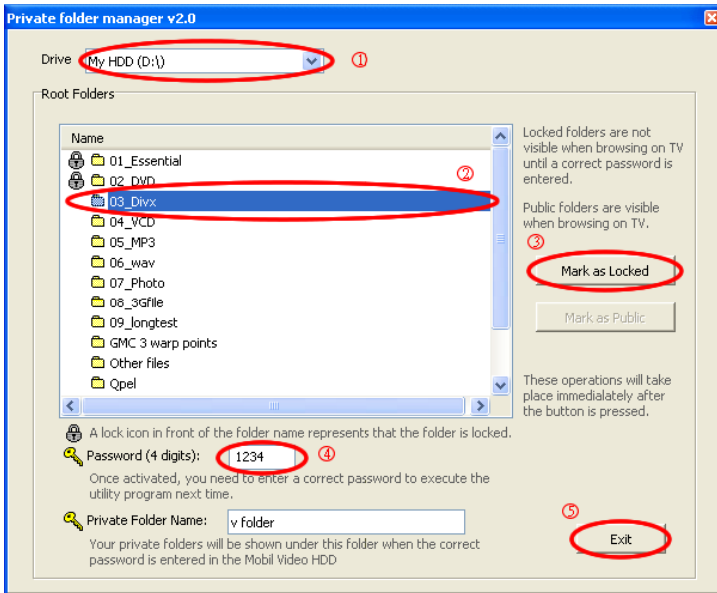 Private folder manager v2.0
Drive
My HDD (D:\)
①
Root Folders
Name
01_Essential
02_DVD
②
03_Divx
04_VCD
05_MP3
06_wav
07_Photo
08_3Gfile
09_longtest
GMC 3 warp points
Other files
Qpel
Locked folders are not
visible when browsing on TV
until a correct password is
entered.
Public folders are visible
when browsing on TV.
③
Mark as Locked
Mark as Public
These operations will take
place immedialately after
the button is pressed.
A lock icon in front of the folder name represents that the folder is locked.
Password (4 digits):
1234
④
Once activated, you need to enter a correct password to execute the
utility program next time.
Private Folder Name:
v folder
Your private folders will be shown under this folder when the correct
password is entered in the Mobil Video HDD
⑤
Exit